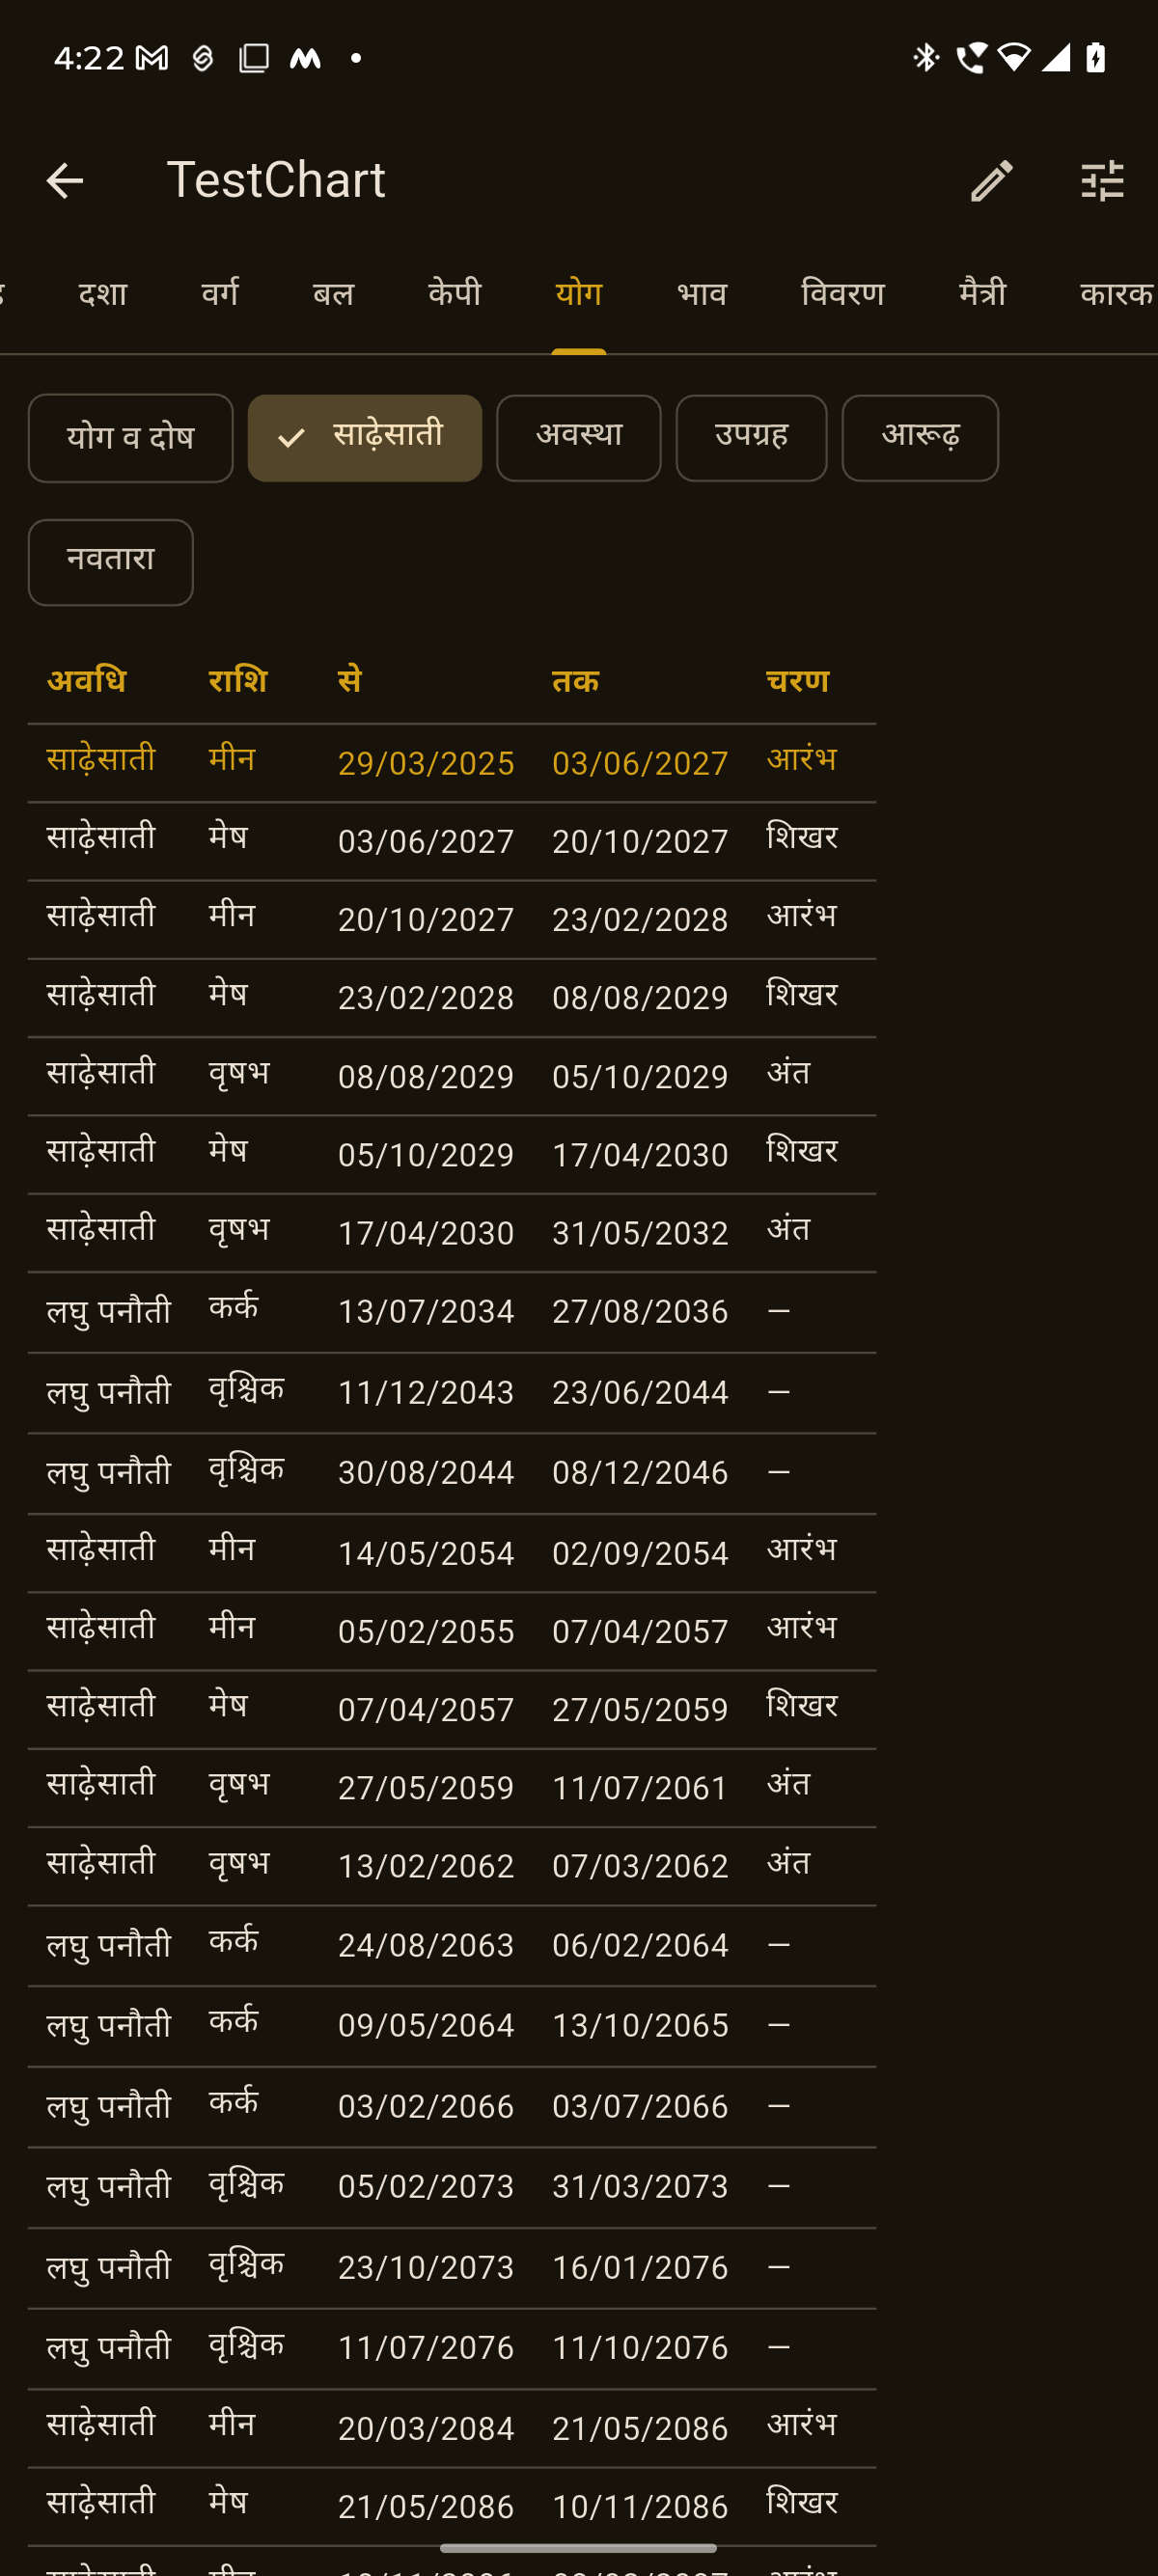 4:22
TestChart
दशा वर्ग बल केपी योग भाव विवरण मैत्री कारक
योग व दोष साढ़ेसाती अवस्था उपग्रह आरूढ़
नवतारा
अवधि राशि से तक चरण
साढ़ेसाती मीन 29/03/2025 03/06/2027 आरंभ
साढ़ेसाती मेष 03/06/2027 20/10/2027 शिखर
साढ़ेसाती मीन 20/10/2027 23/02/2028 आरंभ
साढ़ेसाती मेष 23/02/2028 08/08/2029 शिखर
साढ़ेसाती वृषभ 08/08/2029 05/10/2029 अंत
साढ़ेसाती मेष 05/10/2029 17/04/2030 शिखर
साढ़ेसाती वृषभ 17/04/2030 31/05/2032 अंत
लघु पनौती कर्क 13/07/2034 27/08/2036 –
लघु पनौती वृश्चिक 11/12/2043 23/06/2044 –
लघु पनौती वृश्चिक 30/08/2044 08/12/2046 –
साढ़ेसाती मीन 14/05/2054 02/09/2054 आरंभ
साढ़ेसाती मीन 05/02/2055 07/04/2057 आरंभ
साढ़ेसाती मेष 07/04/2057 27/05/2059 शिखर
साढ़ेसाती वृषभ 27/05/2059 11/07/2061 अंत
साढ़ेसाती वृषभ 13/02/2062 07/03/2062 अंत
लघु पनौती कर्क 24/08/2063 06/02/2064 –
लघु पनौती कर्क 09/05/2064 13/10/2065 –
लघु पनौती कर्क 03/02/2066 03/07/2066 –
लघु पनौती वृश्चिक 05/02/2073 31/03/2073 –
लघु पनौती वृश्चिक 23/10/2073 16/01/2076 –
लघु पनौती वृश्चिक 11/07/2076 11/10/2076 –
साढ़ेसाती मीन 20/03/2084 21/05/2086 आरंभ
साढ़ेसाती मेष 21/05/2086 10/11/2086 शिखर